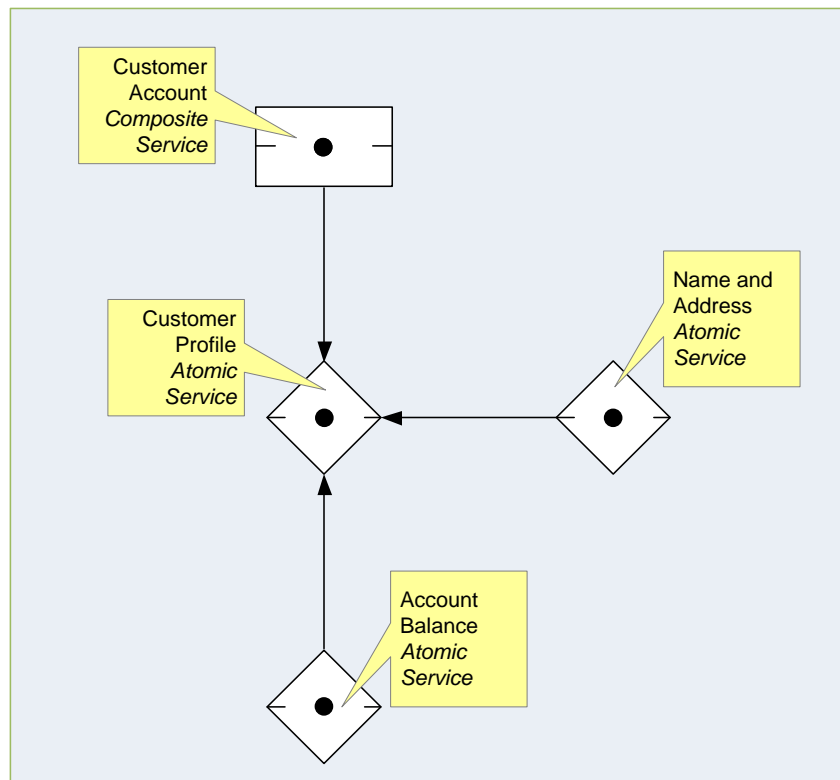 Customer
Account
Composite
Service
Name and
Address
Atomic
Service
Customer
Profile
Atomic
Service
Account
Balance
Atomic
Service